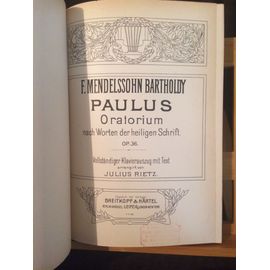 F. MENDELSSOHN BARTHOLDY
PAULUS
Oratorium
nach Worten der heiligen Schrift.
OP. 36.
Vollständiger Klavierauszug mit Text
JULIUS RIETZ.
BREITKOPF & HÄRTEL